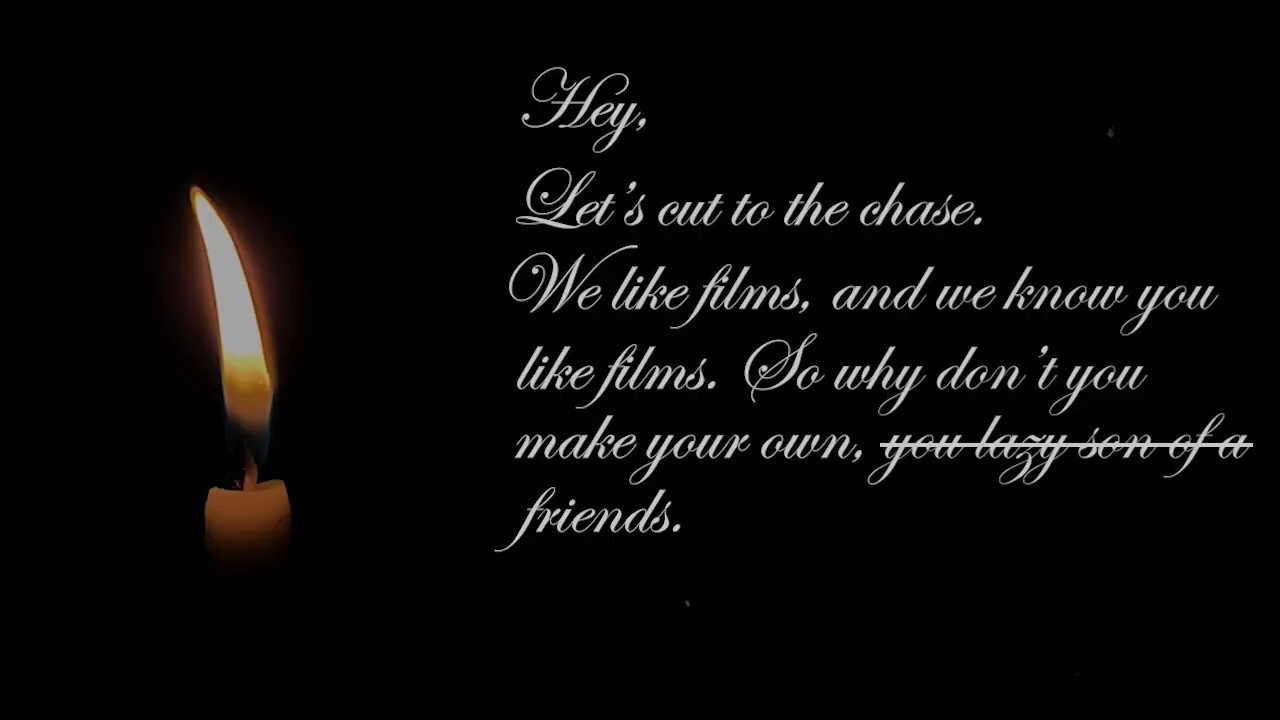 Hey,
Let's cut to the chase.
We like films, and we know you
like films. So why don't you
make your own, you lazy son of a
friends.